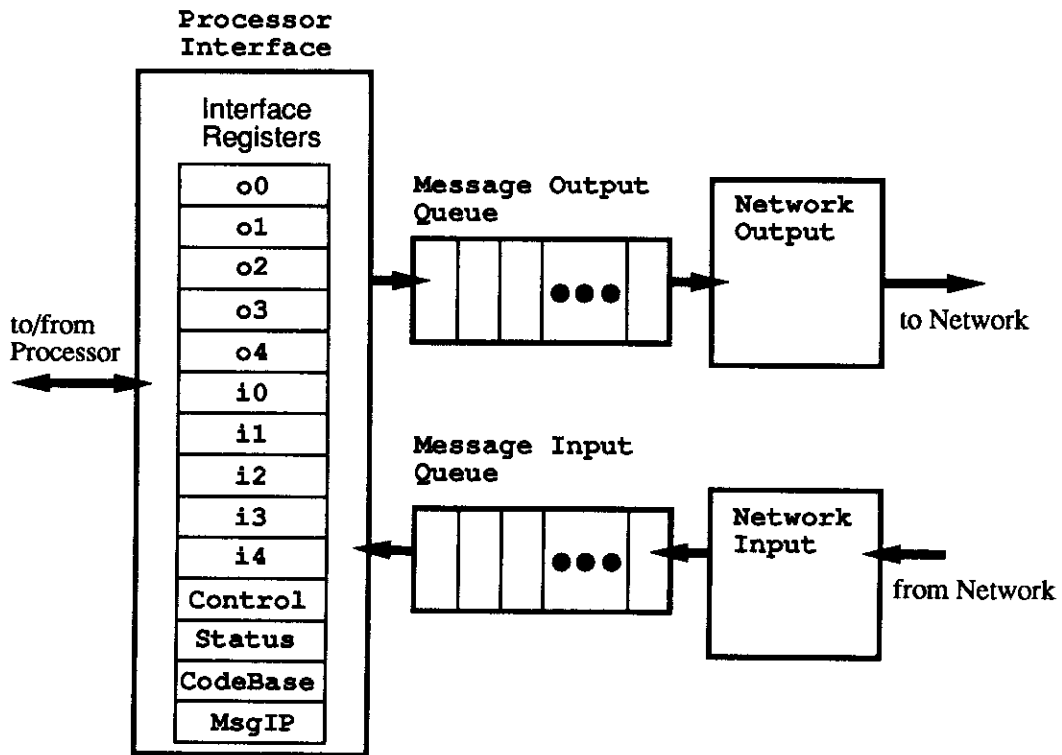 Processor
Interface
Interface
Registers
o0
o1
o2
o3
o4
i0
i1
i2
i3
i4
Control
Status
CodeBase
MsgIP
to/from
Processor
Message Output
Queue
Network
Output
to Network
Message Input
Queue
Network
Input
from Network